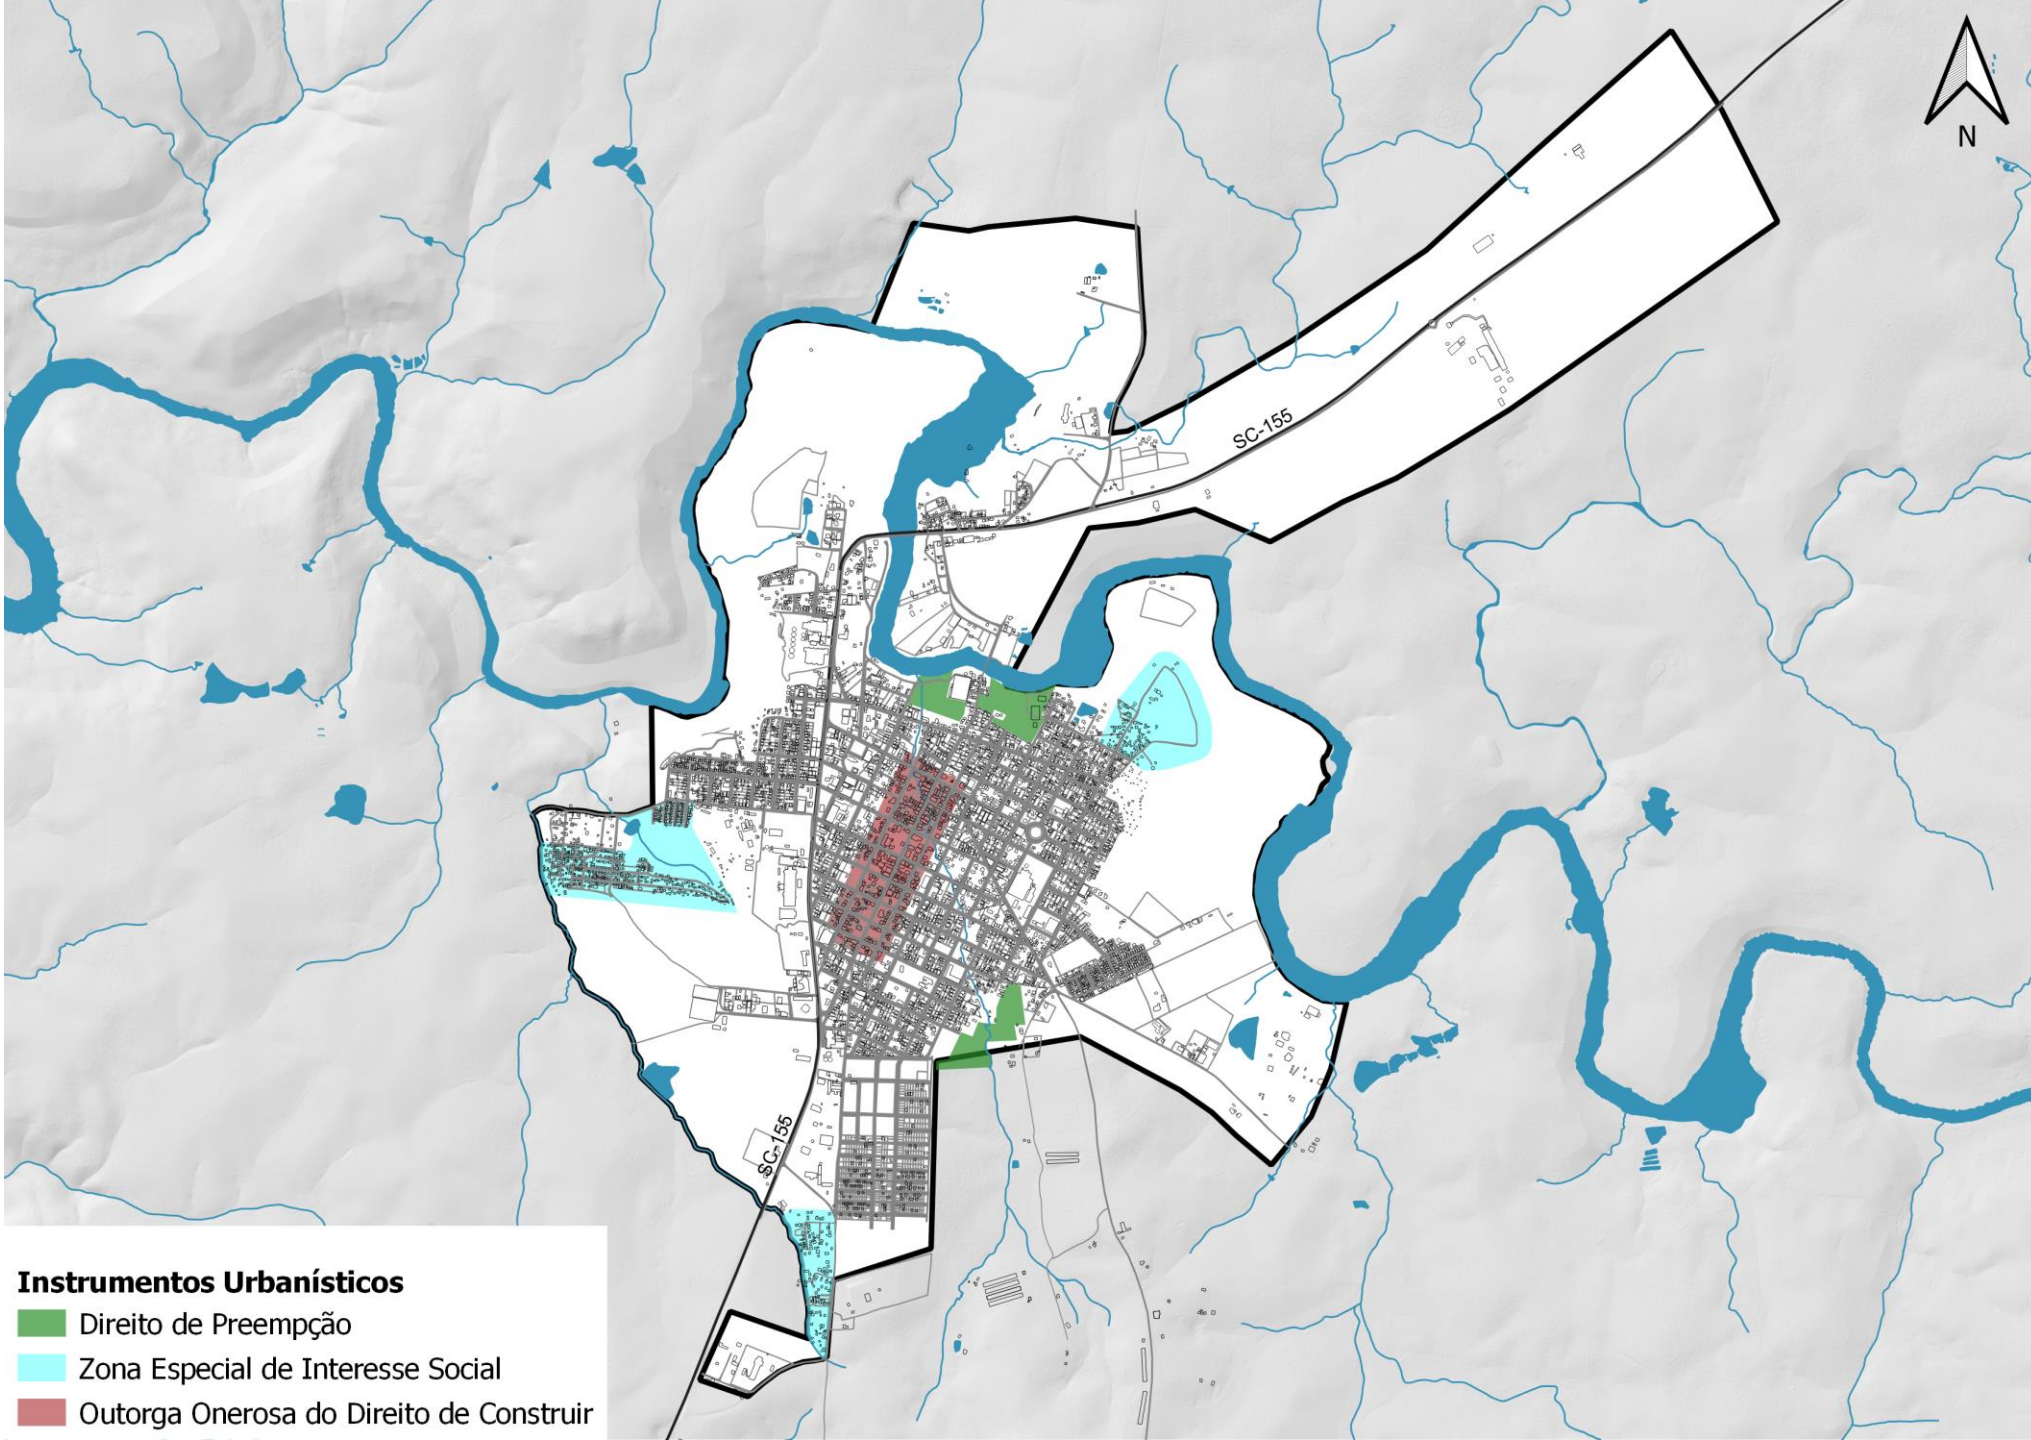 N
SC-155
SC-155
Instrumentos Urbanísticos
Direito de Preempção
Zona Especial de Interesse Social
Outorga Onerosa do Direito de Construir